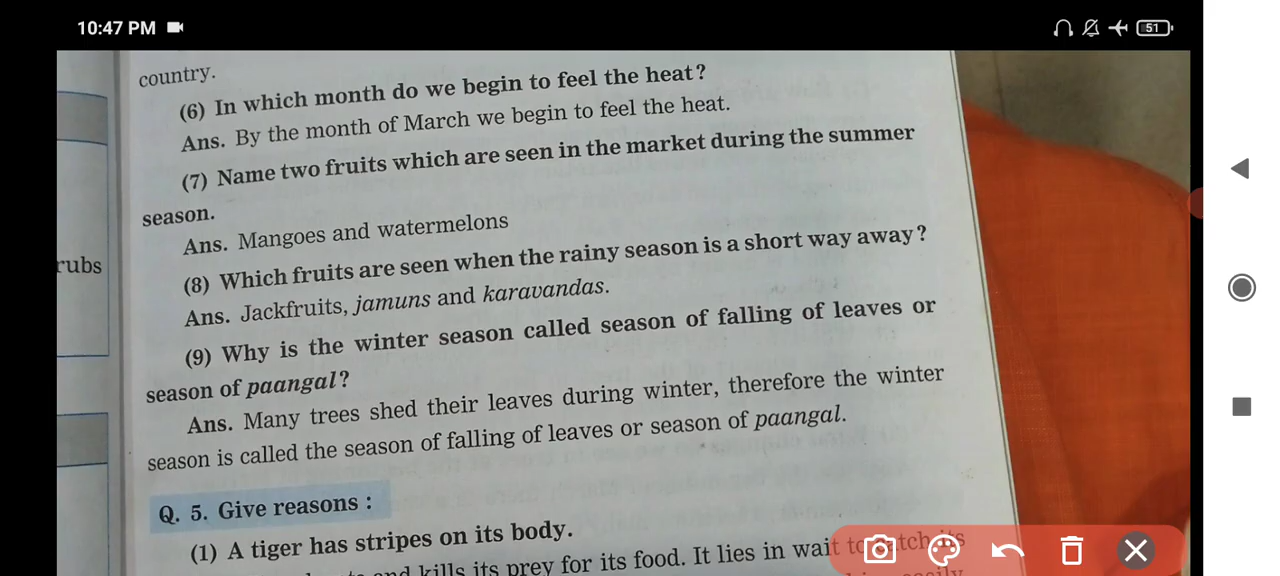 10:47 PM
51
country.
(6) In which month do we begin to feel the heat?
Ans. By the month of March we begin to feel the heat.
(7) Name two fruits which are seen in the market during the summer
season.
Ans. Mangoes and watermelons
(8) Which fruits are seen when the rainy season is a short way away?
Ans. Jackfruits, jamuns and karavandas.
(9) Why is the winter season called season of falling of leaves or
season of paangal?
Ans. Many trees shed their leaves during winter, therefore the winter
season is called the season of falling of leaves or season of paangal.
Q. 5. Give reasons :
(1) A tiger has stripes on its body.
and kills its prey for its food. It lies in wait to catch its
rubs